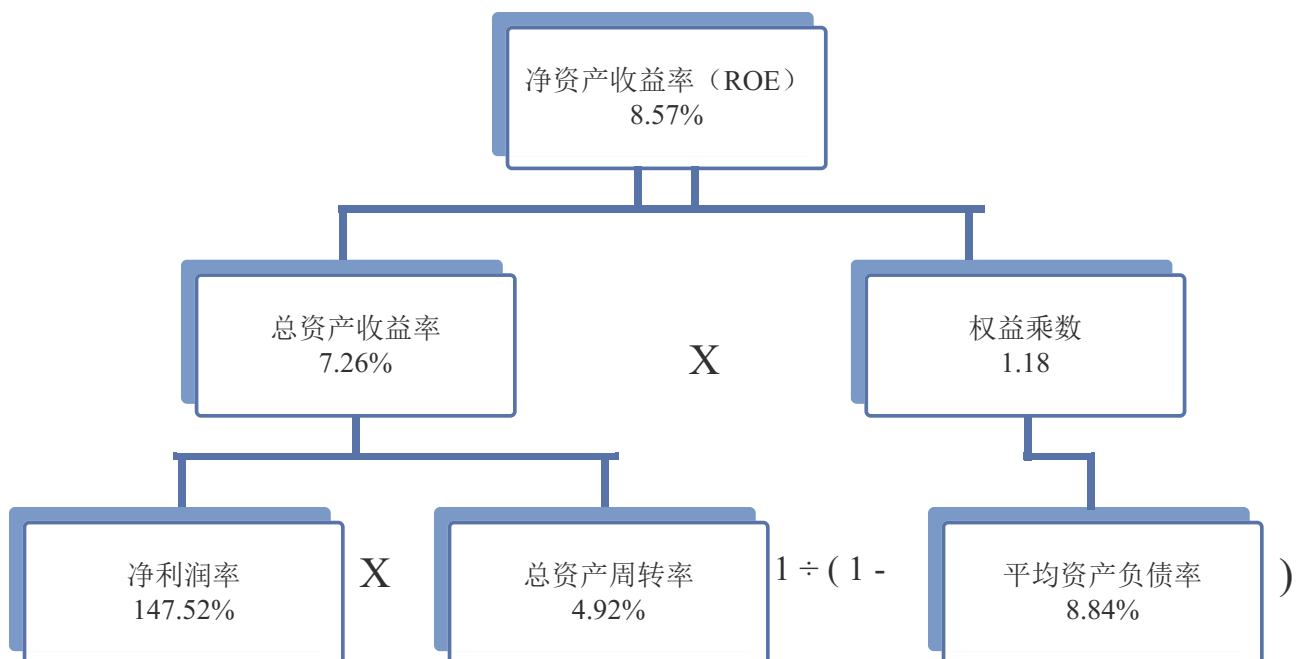 净资产收益率（ROE）
8.57%
总资产收益率
7.26%
X
权益乘数
1.18
净利润率
147.52%
X
总资产周转率
4.92%
1 ÷ ( 1 -
平均资产负债率
8.84%
)